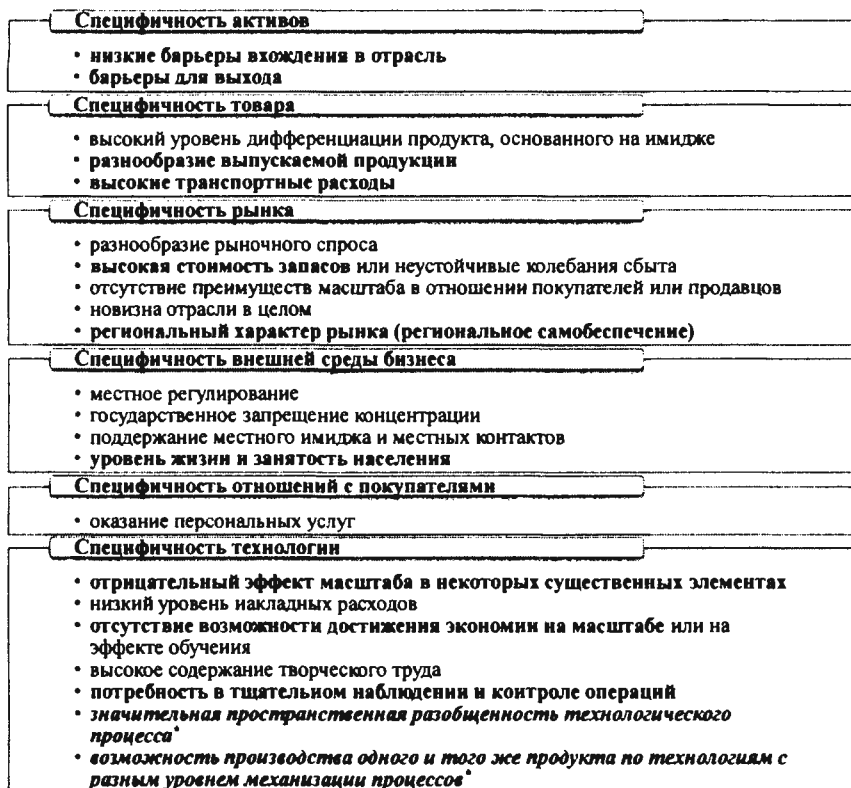 Специфичность активов
• низкие барьеры вхождения в отрасль
• барьеры для выхода
Специфичность товара
• высокий уровень дифференциации продукта, основанного на имидже
• разнообразие выпускаемой продукции
• высокие транспортные расходы
Специфичность рынка
• разнообразие рыночного спроса
• высокая стоимость запасов или неустойчивые колебания сбыта
• отсутствие преимуществ масштаба в отношении покупателей или продавцов
• новизна отрасли в целом
• региональный характер рынка (региональное самобеспечение)
Специфичность внешней среды бизнеса
• местное регулирование
• государственное запрещение концентрации
• поддержание местного имиджа и местных контактов
• уровень жизни и занятость населения
Специфичность отношений с покупателями
• оказание персональных услуг
Специфичность технологии
• отрицательный эффект масштаба в некоторых существенных элементах
• низкий уровень накладных расходов
• отсутствие возможности достижения экономии на масштабе или на
эффекте обучения
• высокое содержание творческого труда
• потребность в тщательном наблюдении и контроле операций
• значительная пространственная разобщенность технологического
процесса*
• возможность производства одного и того же продукта по технологиям с
разным уровнем механизации процессов*